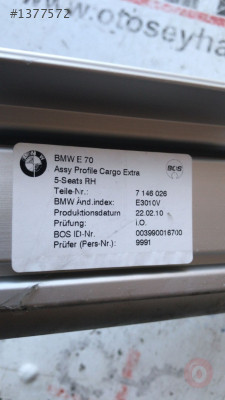 #1377572
otoseyha
BMW E 70
BOS
Assy Profile Cargo Extra
5-Seats RH
Teile-Nr.: 7 146 026
BMW Änd.index: E3010V
Produktionsdatum 22.02.10
Prüfung: i.O.
BOS ID-Nr. 003990016700
Prüfer (Pers-Nr.): 9991